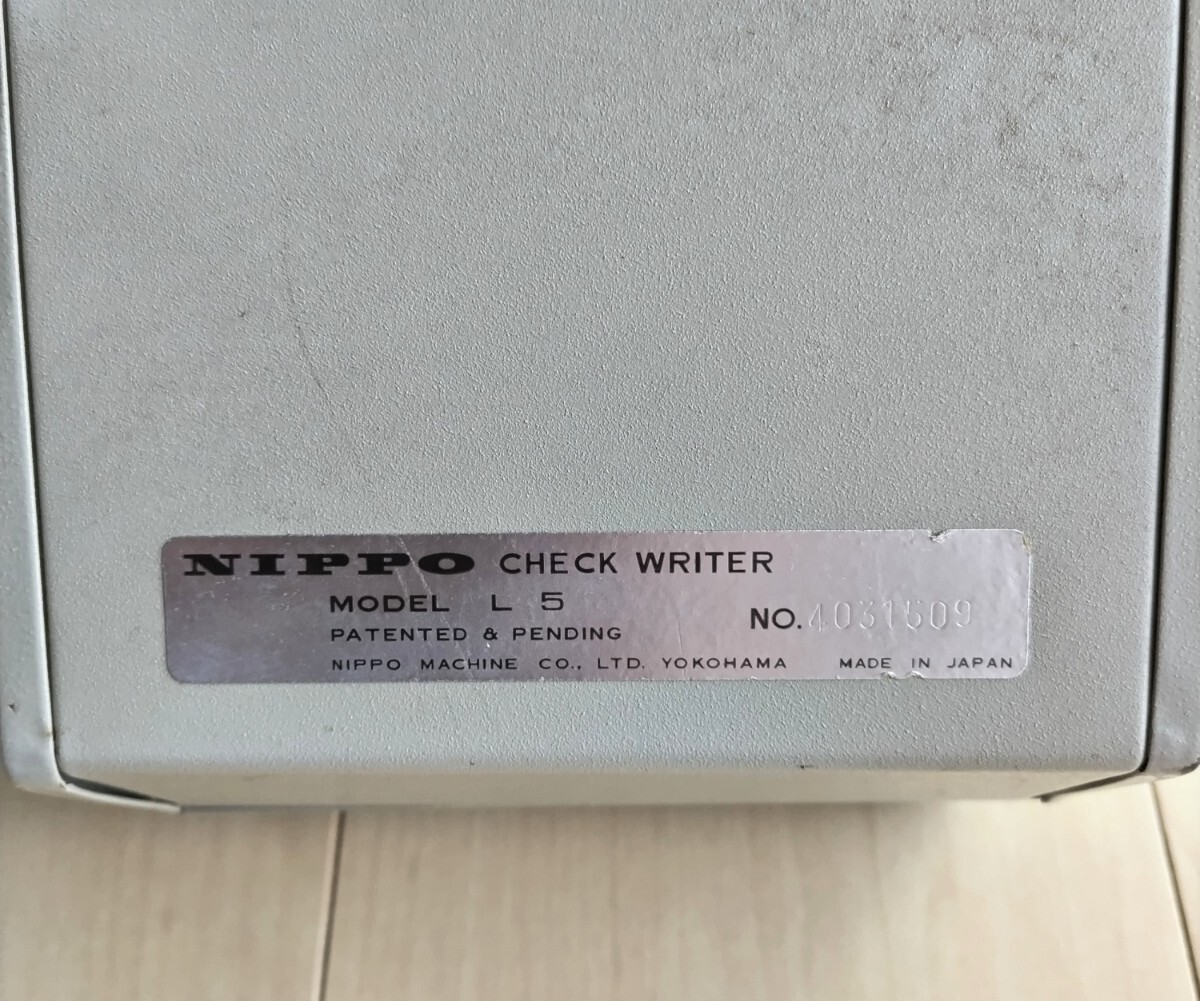 NIPPO CHECK WRITER
MODEL L 5
NO. 4031509
PATENTED & PENDING
NIPPO MACHINE CO., LTD. YOKOHAMA MADE IN JAPAN